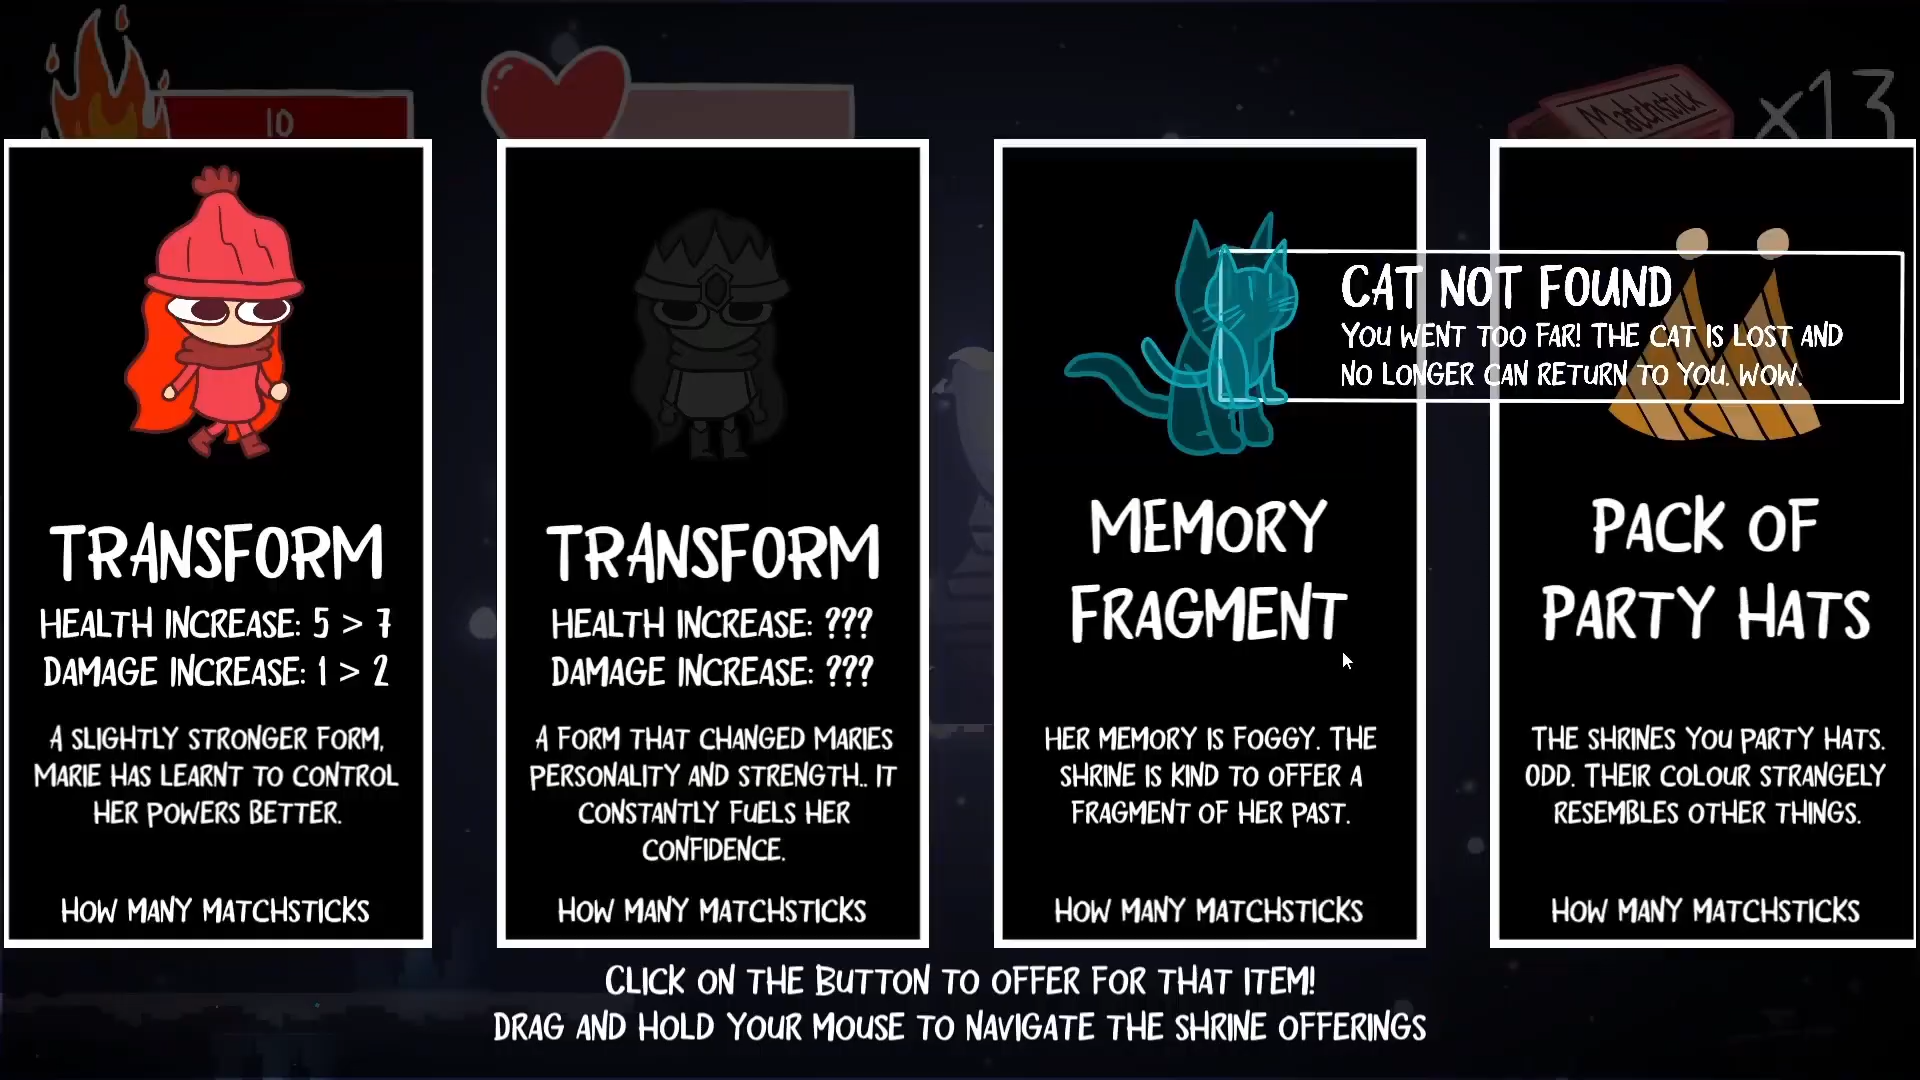 10
Matchstick
x13
CAT NOT FOUND
YOU WENT TOO FAR! THE CAT IS LOST AND
NO LONGER CAN RETURN TO YOU. WOW.
TRANSFORM
HEALTH INCREASE: 5 > 7
DAMAGE INCREASE: 1 > 2
A SLIGHTLY STRONGER FORM,
MARIE HAS LEARNT TO CONTROL
HER POWERS BETTER.
HOW MANY MATCHSTICKS
TRANSFORM
HEALTH INCREASE: ???
DAMAGE INCREASE: ???
A FORM THAT CHANGED MARIES
PERSONALITY AND STRENGTH.. IT
CONSTANTLY FUELS HER
CONFIDENCE.
HOW MANY MATCHSTICKS
MEMORY
FRAGMENT
HER MEMORY IS FOGGY. THE
SHRINE IS KIND TO OFFER A
FRAGMENT OF HER PAST.
HOW MANY MATCHSTICKS
PACK OF
PARTY HATS
THE SHRINES YOU PARTY HATS.
ODD. THEIR COLOUR STRANGELY
RESEMBLES OTHER THINGS.
HOW MANY MATCHSTICKS
CLICK ON THE BUTTON TO OFFER FOR THAT ITEM!
DRAG AND HOLD YOUR MOUSE TO NAVIGATE THE SHRINE OFFERINGS